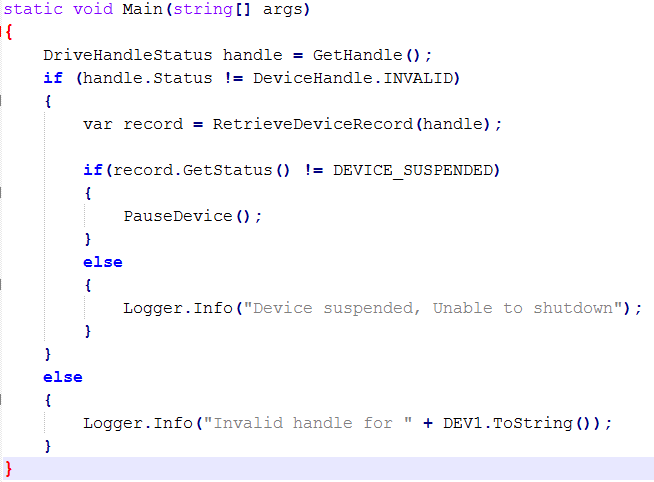 static void Main(string[] args)
{
    DriveHandleStatus handle = GetHandle();
    if (handle.Status != DeviceHandle.INVALID)
    {
        var record = RetrieveDeviceRecord(handle);

        if(record.GetStatus() != DEVICE_SUSPENDED)
        {
            PauseDevice();
        }
        else
        {
            Logger.Info("Device suspended, Unable to shutdown");
        }
    }
    else
    {
        Logger.Info("Invalid handle for " + DEV1.ToString());
    }
}